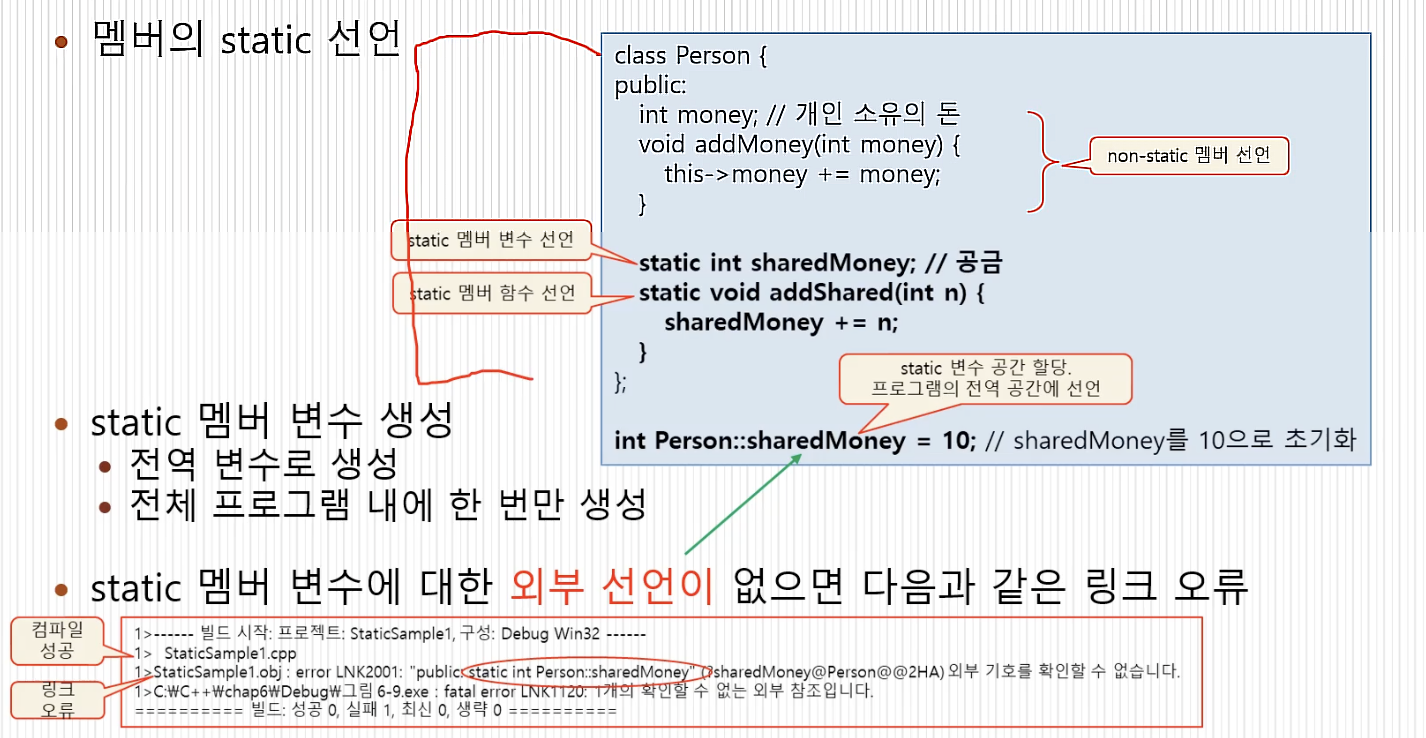 • 멤버의 static 선언
class Person {
public:
int money; // 개인 소유의 돈
void addMoney(int money) {
this->money += money;
}
non-static 멤버 선언
static 멤버 변수 선언
static int sharedMoney; // 공금
static 멤버 함수 선언
static void addShared(int n) {
sharedMoney += n;
}
};
static 변수 공간 할당.
프로그램의 전역 공간에 선언
int Person::sharedMoney = 10; // sharedMoney를 10으로 초기화
• static 멤버 변수 생성
• 전역 변수로 생성
• 전체 프로그램 내에 한 번만 생성
• static 멤버 변수에 대한 외부 선언이 없으면 다음과 같은 링크 오류
컴파일
성공
링크
오류
1>------ 빌드 시작: 프로젝트: StaticSample1, 구성: Debug Win32 ------
1> StaticSample1.cpp
1>StaticSample1.obj : error LNK2001: "public: static int Person::sharedMoney" (?sharedMoney@Person@@2HA) 외부 기호를 확인할 수 없습니다.
1>C:₩C++₩chap6₩Debug₩그림 6-9.exe : fatal error LNK1120: 1개의 확인할 수 없는 외부 참조입니다.
========== 빌드: 성공 0, 실패 1, 최신 0, 생략 0 ==========